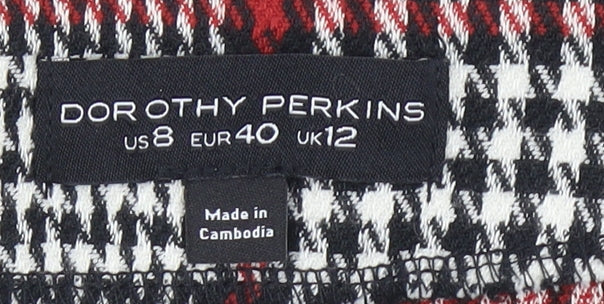 DOROTHY PERKINS
US8 EUR40 UK12
Made in
Cambodia